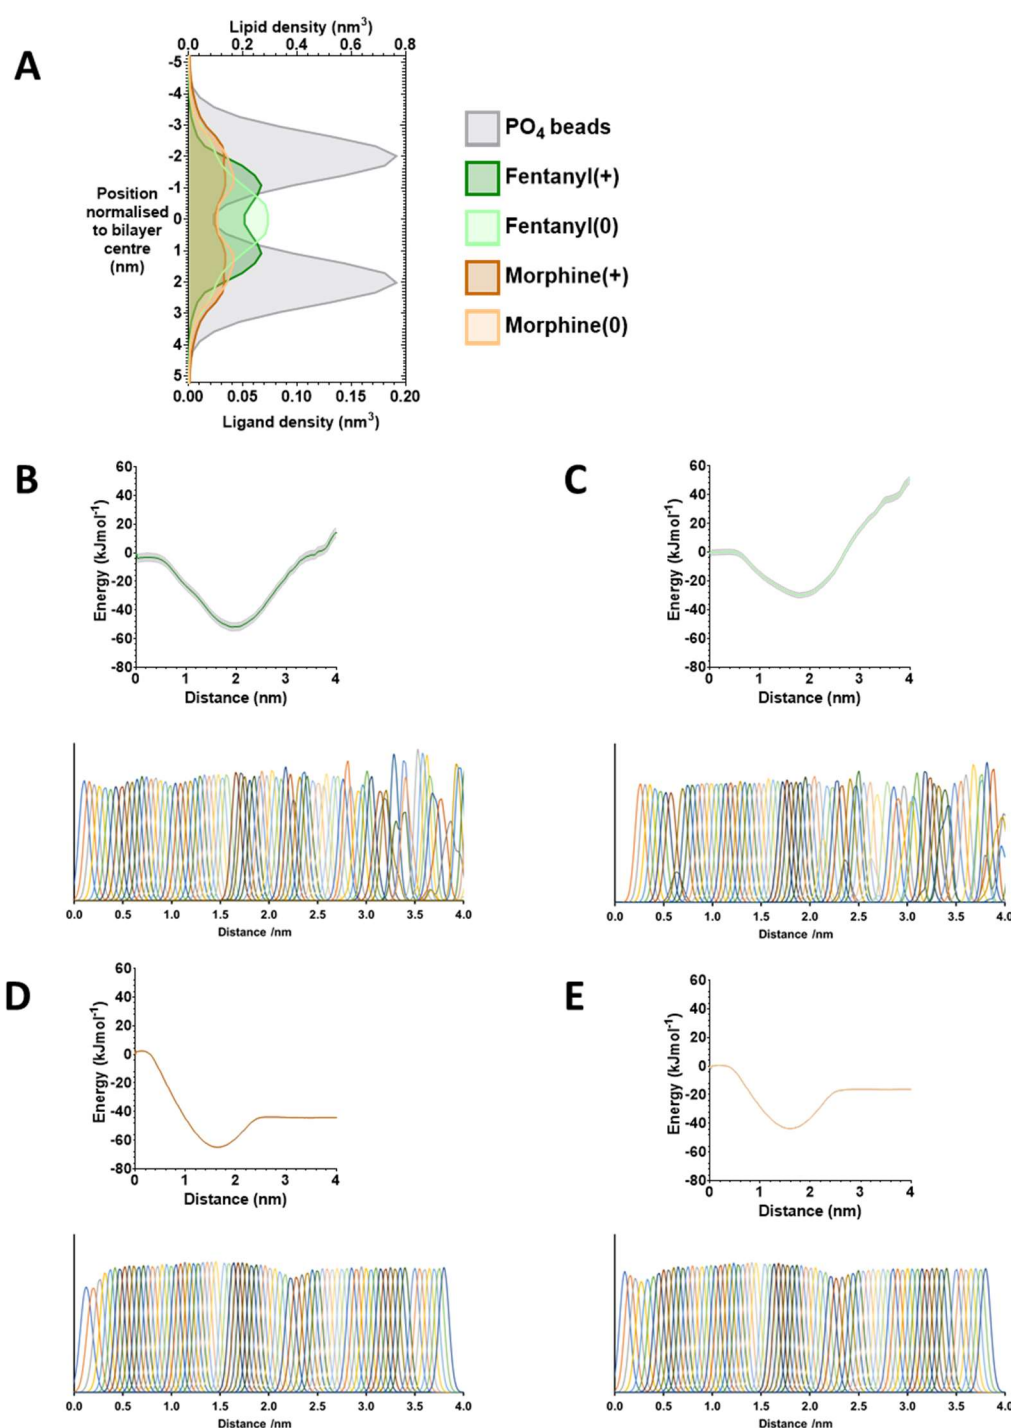 A
Lipid density (nm³)
0.0 0.2 0.4 0.6 0.8
-5
-4
-3
-2
-1
0
1
2
3
4
5
Position
normalised
to bilayer
centre
(nm)
0.00 0.05 0.10 0.15 0.20
Ligand density (nm³)
PO₄ beads
Fentanyl(+)
Fentanyl(0)
Morphine(+)
Morphine(0)
B
Energy (kJmol⁻¹)
60
40
20
0
-20
-40
-60
-80
0 1 2 3 4
Distance (nm)
C
Energy (kJmol⁻¹)
60
40
20
0
-20
-40
-60
-80
0 1 2 3 4
Distance (nm)
0.0 0.5 1.0 1.5 2.0 2.5 3.0 3.5 4.0
Distance /nm
0.0 0.5 1.0 1.5 2.0 2.5 3.0 3.5 4.0
Distance /nm
D
Energy (kJmol⁻¹)
60
40
20
0
-20
-40
-60
-80
0 1 2 3 4
Distance (nm)
E
Energy (kJmol⁻¹)
60
40
20
0
-20
-40
-60
-80
0 1 2 3 4
Distance (nm)
0.0 0.5 1.0 1.5 2.0 2.5 3.0 3.5 4.0
Distance /nm
0.0 0.5 1.0 1.5 2.0 2.5 3.0 3.5 4.0
Distance /nm